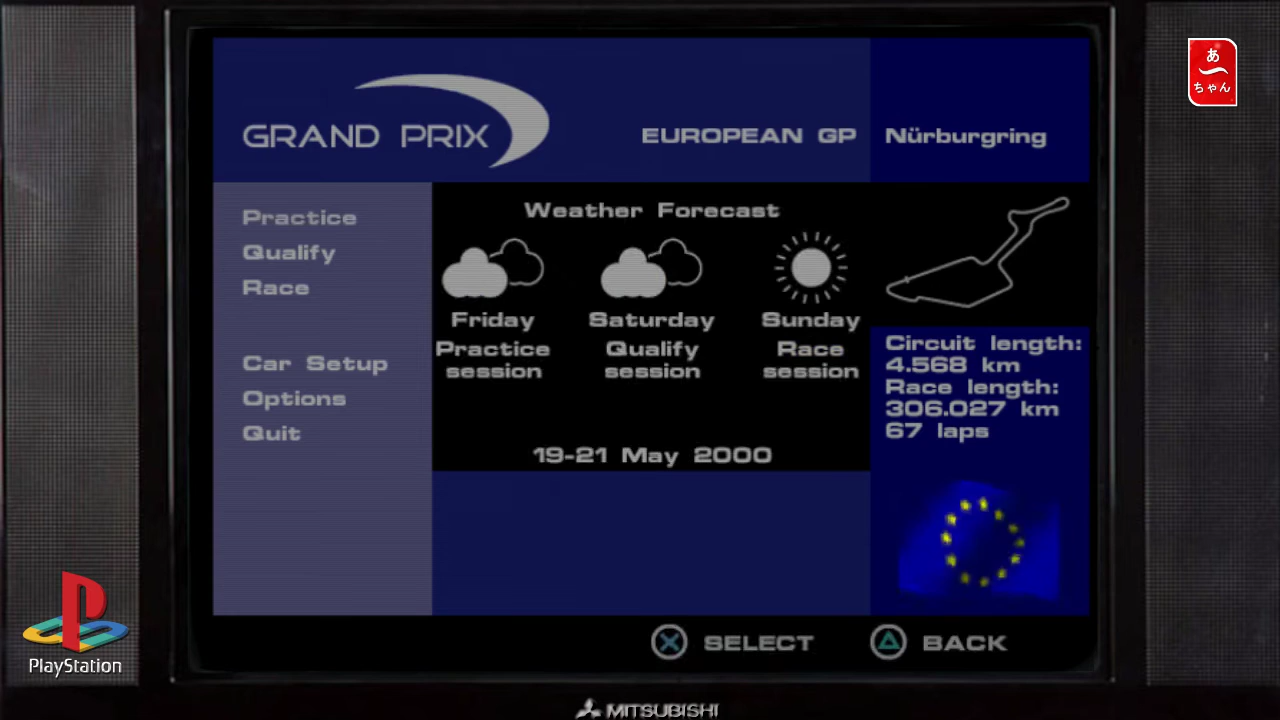 あーちゃん
GRAND PRIX
EUROPEAN GP
Nürburgring
Practice
Qualify
Race
Car Setup
Options
Quit
Weather Forecast
Friday
Practice
session
Saturday
Qualify
session
Sunday
Race
session
19-21 May 2000
Circuit length:
4.568 km
Race length:
306.027 km
67 laps
SELECT
BACK
PlayStation
MITSUBISHI